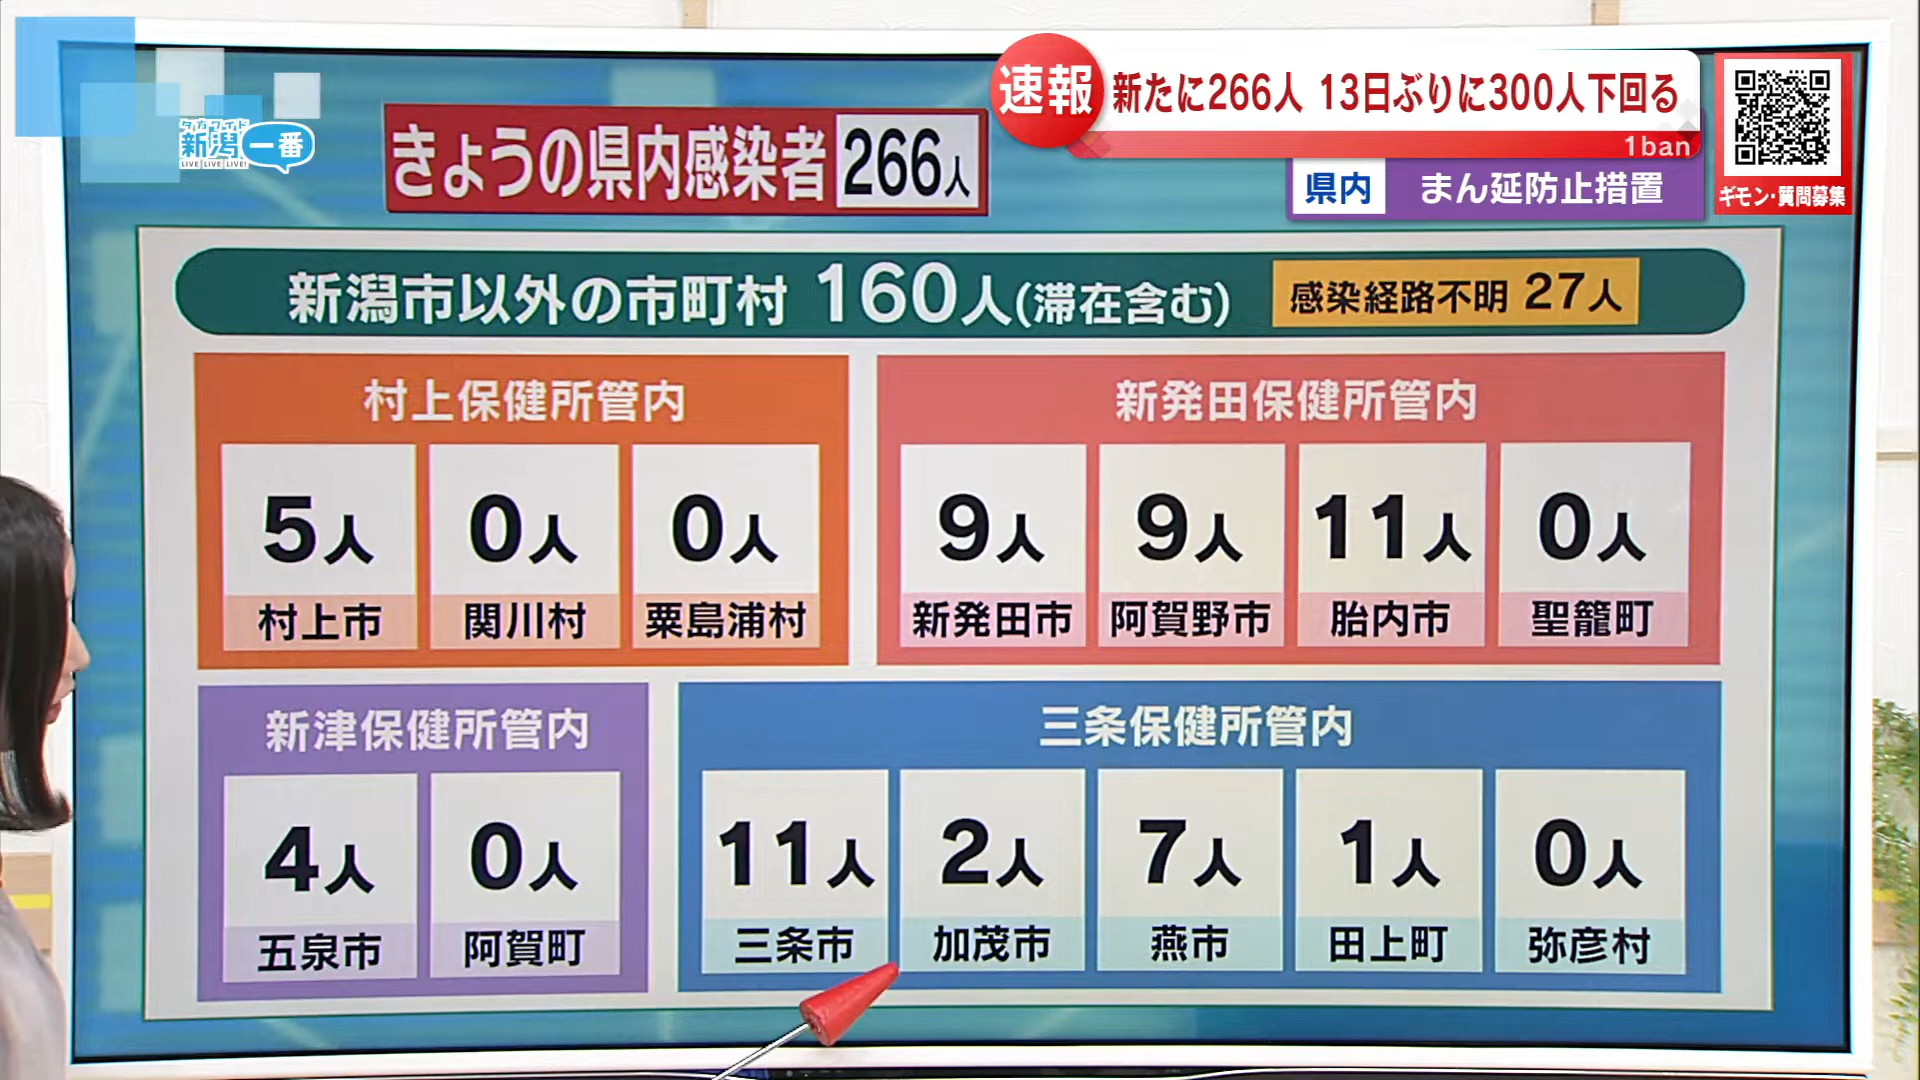 夕方ワイド
新潟一番
LIVE LIVE LIVE!
速報 新たに266人 13日ぶりに300人下回る
1ban
県内 まん延防止措置
ギモン・質問募集
きょうの県内感染者 266人
新潟市以外の市町村 160人(滞在含む) 感染経路不明 27人
村上保健所管内
5人 0人 0人
村上市 関川村 粟島浦村
新発田保健所管内
9人 9人 11人 0人
新発田市 阿賀野市 胎内市 聖籠町
新津保健所管内
4人 0人
五泉市 阿賀町
三条保健所管内
11人 2人 7人 1人 0人
三条市 加茂市 燕市 田上町 弥彦村